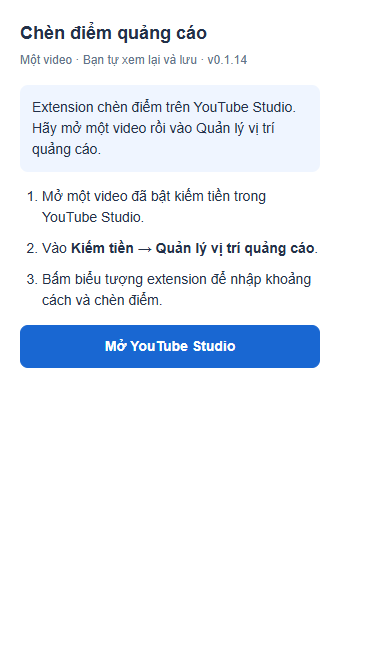 Chèn điểm quảng cáo
Một video · Bạn tự xem lại và lưu · v0.1.14
Extension chèn điểm trên YouTube Studio.
Hãy mở một video rồi vào Quản lý vị trí
quảng cáo.
1. Mở một video đã bật kiếm tiền trong
YouTube Studio.
2. Vào Kiếm tiền → Quản lý vị trí quảng cáo.
3. Bấm biểu tượng extension để nhập khoảng
cách và chèn điểm.
Mở YouTube Studio